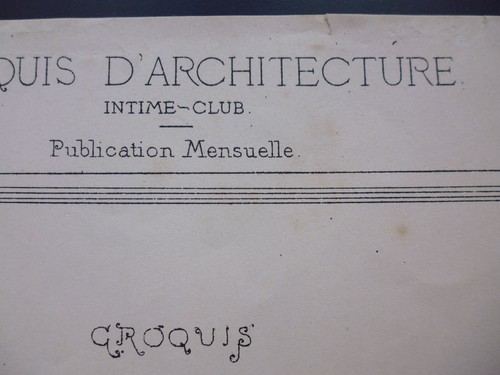 QUIS D'ARCHITECTURE.
INTIME-CLUB.
Publication Mensuelle.
CROQUIS